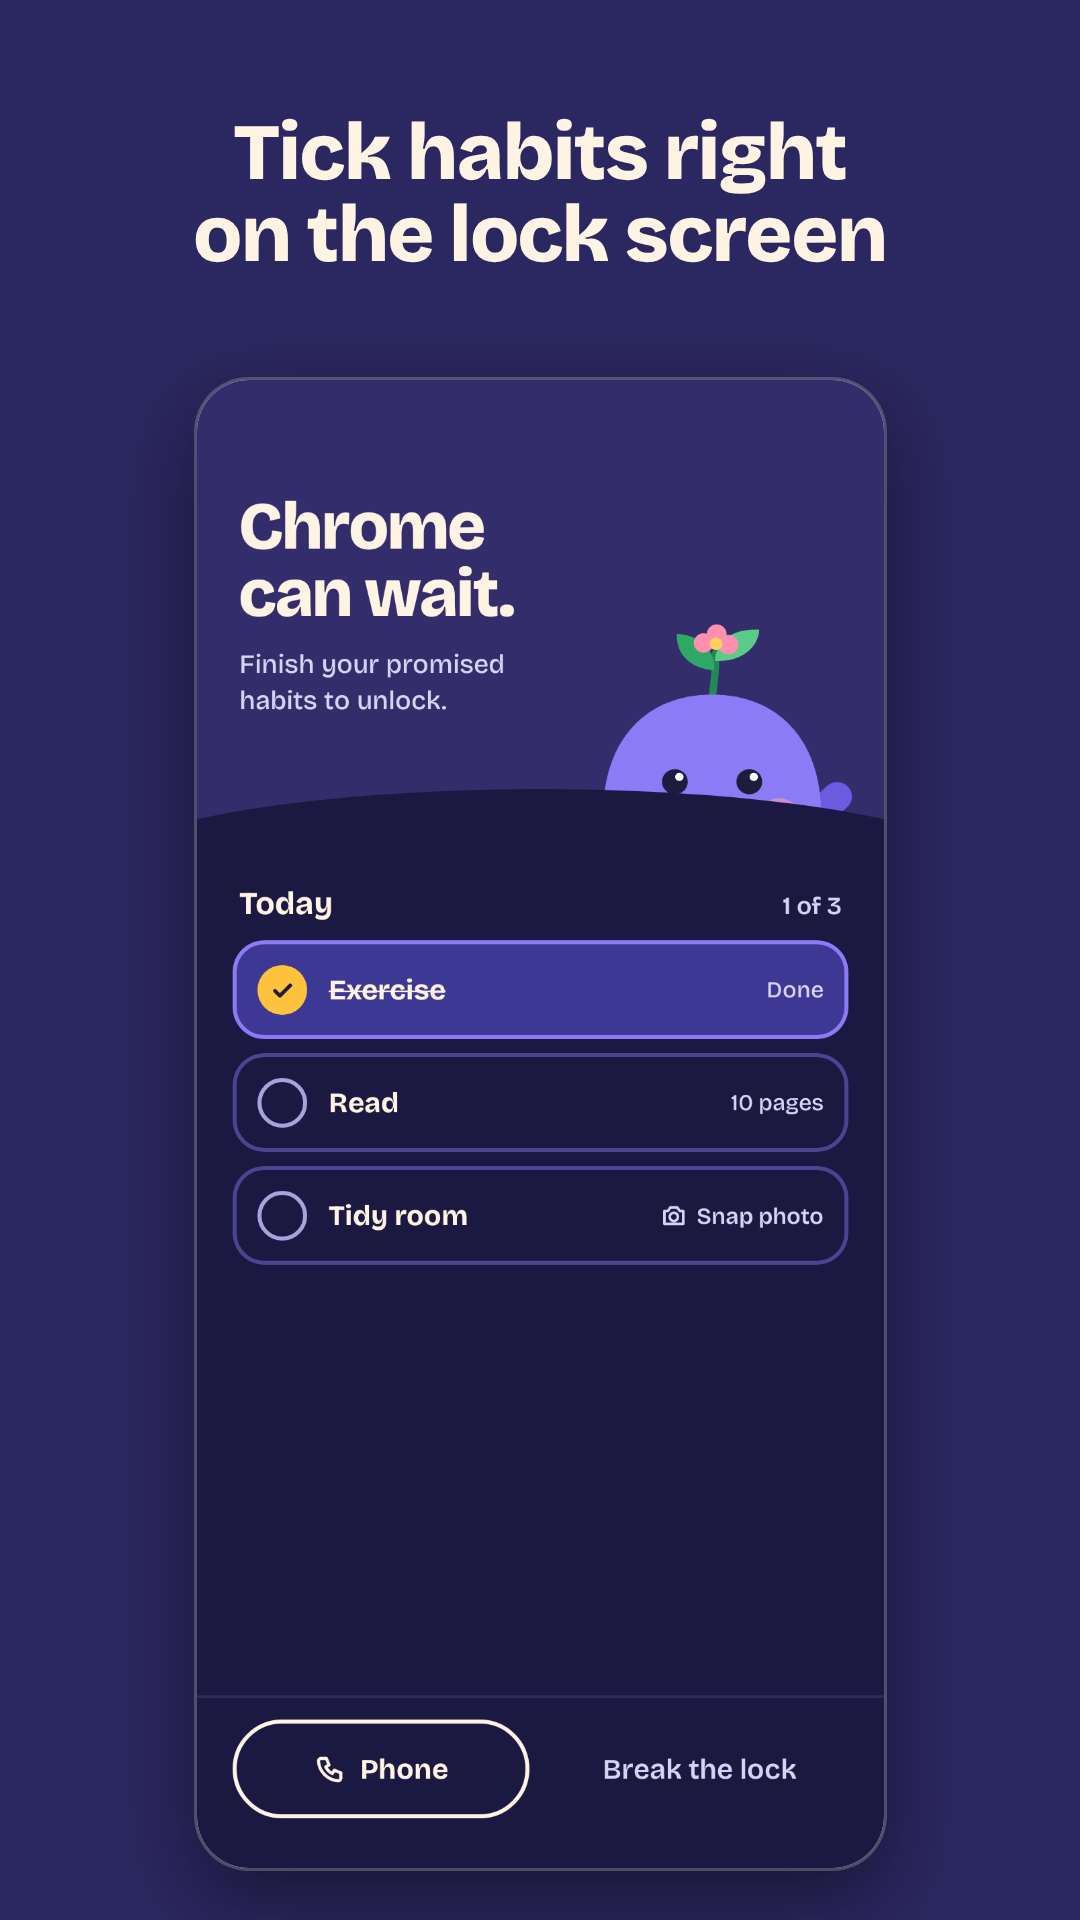 Tick habits right
on the lock screen
Chrome
can wait.
Finish your promised
habits to unlock.
Today
1 of 3
Exercise
Done
Read
10 pages
Tidy room
Snap photo
Phone
Break the lock